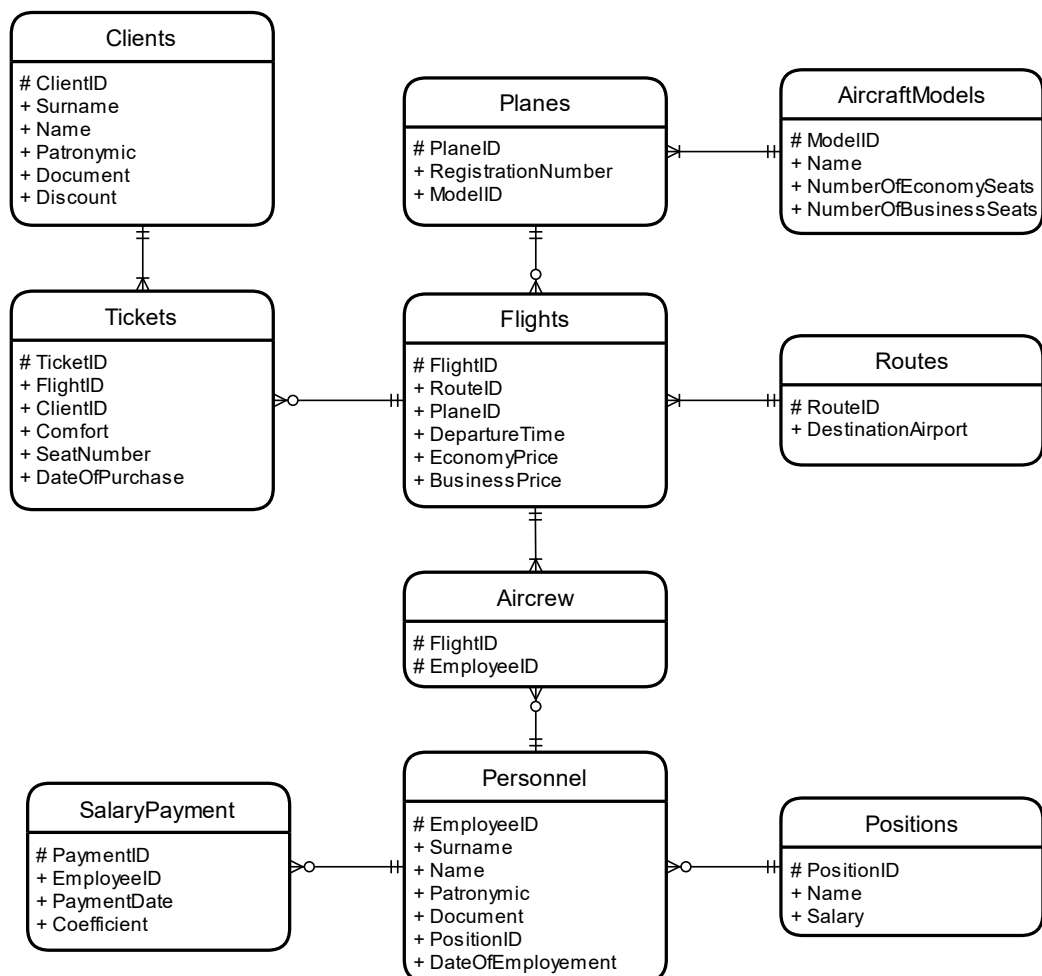 Clients
# ClientID
+ Surname
+ Name
+ Patronymic
+ Document
+ Discount
Planes
# PlaneID
+ RegistrationNumber
+ ModelID
AircraftModels
# ModelID
+ Name
+ NumberOfEconomySeats
+ NumberOfBusinessSeats
Tickets
# TicketID
+ FlightID
+ ClientID
+ Comfort
+ SeatNumber
+ DateOfPurchase
Flights
# FlightID
+ RouteID
+ PlaneID
+ DepartureTime
+ EconomyPrice
+ BusinessPrice
Routes
# RouteID
+ DestinationAirport
Aircrew
# FlightID
# EmployeeID
SalaryPayment
# PaymentID
+ EmployeeID
+ PaymentDate
+ Coefficient
Personnel
# EmployeeID
+ Surname
+ Name
+ Patronymic
+ Document
+ PositionID
+ DateOfEmployement
Positions
# PositionID
+ Name
+ Salary